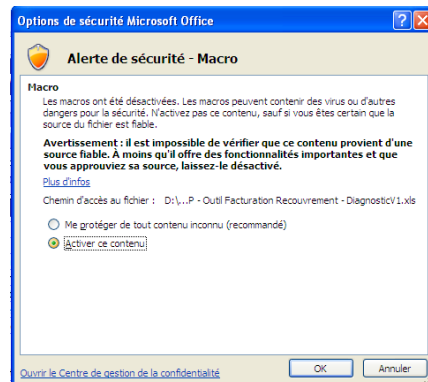 Options de sécurité Microsoft Office
Alerte de sécurité - Macro
Macro
Les macros ont été désactivées. Les macros peuvent contenir des virus ou d'autres
dangers pour la sécurité. N'activez pas ce contenu, sauf si vous êtes certain que la
source du fichier est fiable.
Avertissement : il est impossible de vérifier que ce contenu provient d'une
source fiable. À moins qu'il offre des fonctionnalités importantes et que
vous approuviez sa source, laissez-le désactivé.
Plus d'infos
Chemin d'accès au fichier : D:\...P - Outil Facturation Recouvrement - DiagnosticV1.xls
Me protéger de tout contenu inconnu (recommandé)
Activer ce contenu
Ouvrir le Centre de gestion de la confidentialité
OK
Annuler